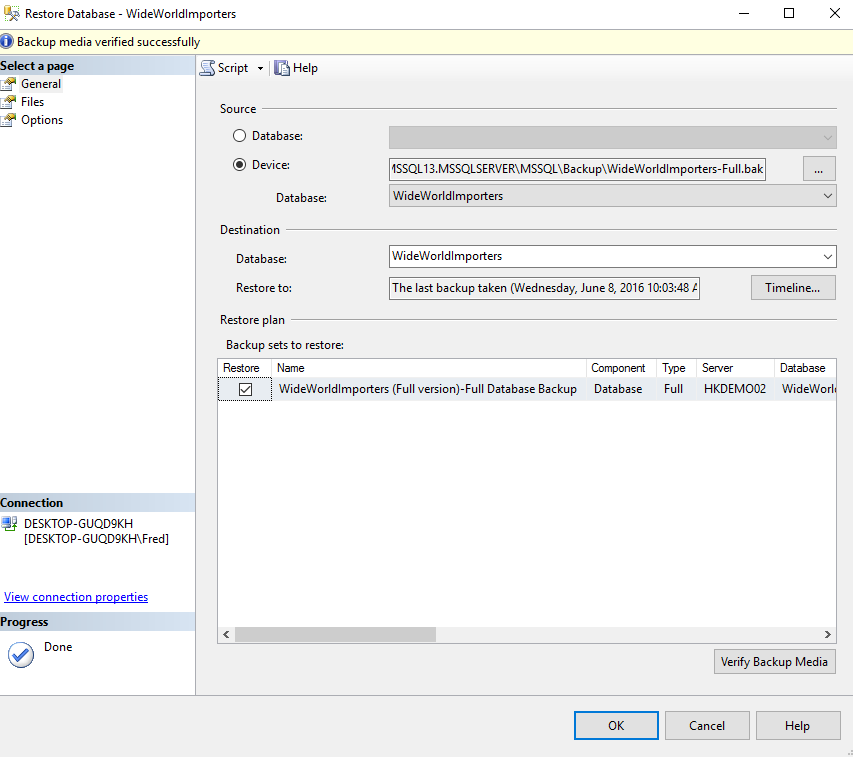 Restore Database - WideWorldImporters
Backup media verified successfully
Select a page
General
Files
Options
Script
Help
Source
Database:
Device:
MSSQL13.MSSQLSERVER\MSSQL\Backup\WideWorldImporters-Full.bak
...
Database:
WideWorldImporters
Destination
Database:
WideWorldImporters
Restore to:
The last backup taken (Wednesday, June 8, 2016 10:03:48 A
Timeline...
Restore plan
Backup sets to restore:
Restore Name Component Type Server Database
WideWorldImporters (Full version)-Full Database Backup Database Full HKDEMO02 WideWorld
Connection
DESKTOP-GUQD9KH
[DESKTOP-GUQD9KH\Fred]
View connection properties
Progress
Done
Verify Backup Media
OK
Cancel
Help